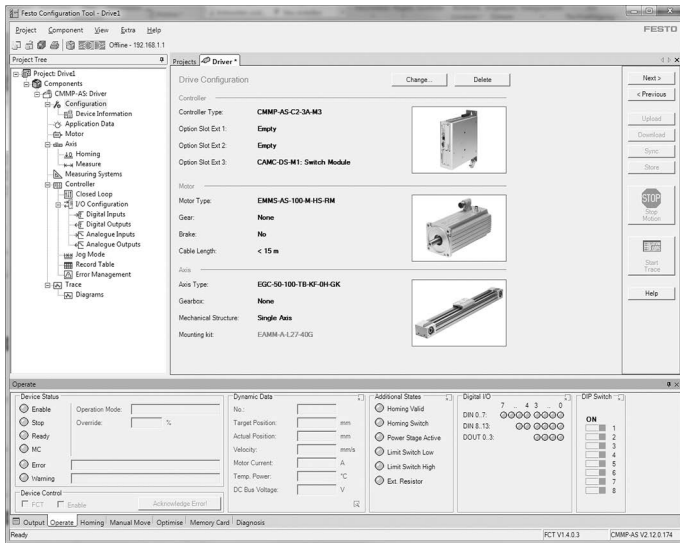 Festo Configuration Tool - Drive1
Project Component View Extra Help
FESTO
Offline - 192.168.1.1
Project Tree
Project: Drive1
Components
CMMP-AS: Driver
Configuration
Device Information
Application Data
Motor
Axis
Homing
Measure
Measuring Systems
Controller
Closed Loop
I/O Configuration
Digital Inputs
Digital Outputs
Analogue Inputs
Analogue Outputs
Jog Mode
Record Table
Error Management
Trace
Diagrams
Projects Driver *
Drive Configuration
Change... Delete
Controller
Controller Type: CMMP-AS-C2-3A-M3
Option Slot Ext 1: Empty
Option Slot Ext 2: Empty
Option Slot Ext 3: CAMC-DS-M1: Switch Module
Motor
Motor Type: EMMS-AS-100-M-HS-RM
Gear: None
Brake: No
Cable Length: < 15 m
Axis
Axis Type: EGC-50-100-TB-KF-0H-GK
Gearbox: None
Mechanical Structure: Single Axis
Mounting kit: EAMM-A-L27-40G
Next >
< Previous
Upload
Download
Sync
Store
STOP
Stop
Motion
Start
Trace
Help
Operate
Device Status
Enable
Stop
Ready
MC
Error
Warning
Operation Mode:
Override: %
Device Control
FCT Enable Acknowledge Error!
Dynamic Data
No.:
Target Position: mm
Actual Position: mm
Velocity: mm/s
Motor Current: A
Temp. Power: °C
DC Bus Voltage: V
Additional States
Homing Valid
Homing Switch
Power Stage Active
Limit Switch Low
Limit Switch High
Ext. Resistor
Digital I/O
7 .. 4 3 .. 0
DIN 0..7:
DIN 8..13:
DOUT 0..3:
DIP Switch
ON
1
2
3
4
5
6
7
8
Output Operate Homing Manual Move Optimise Memory Card Diagnosis
Ready
FCT V1.4.0.3 CMMP-AS V2.12.0.174